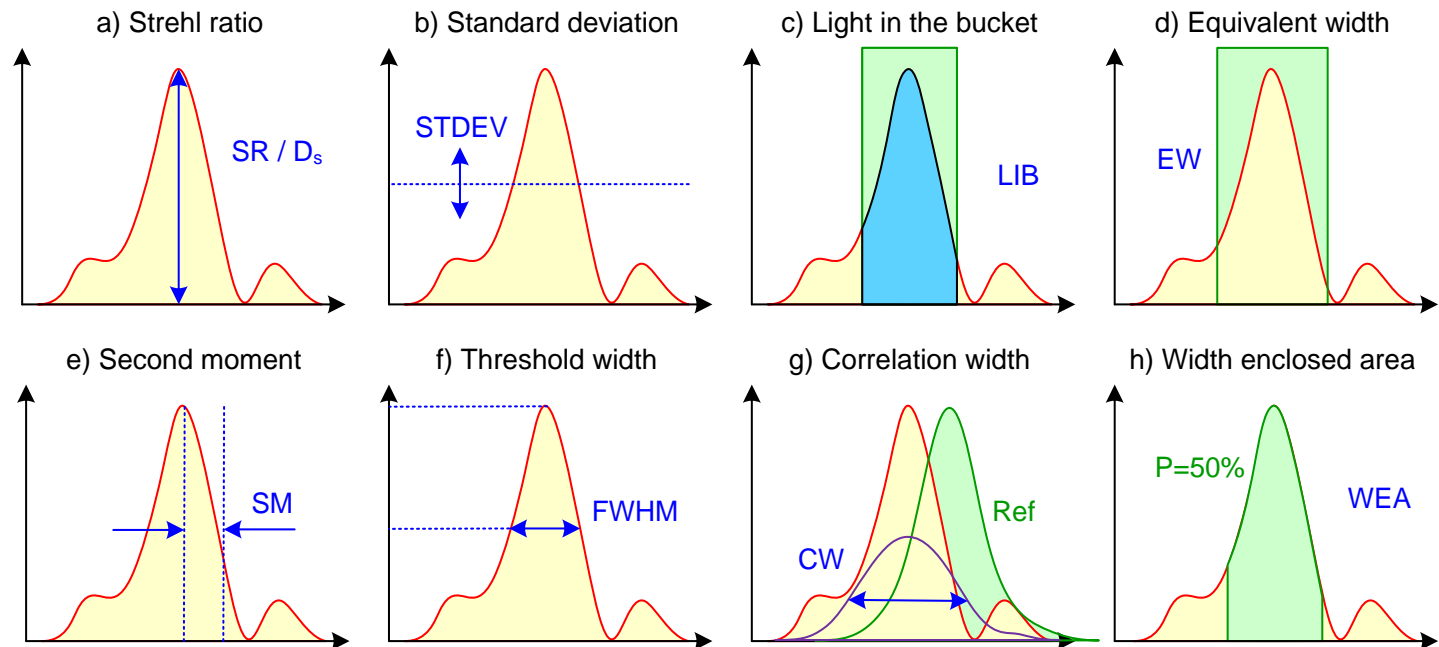 a) Strehl ratio
SR / Ds
b) Standard deviation
STDEV
c) Light in the bucket
LIB
d) Equivalent width
EW
e) Second moment
SM
f) Threshold width
FWHM
g) Correlation width
Ref
CW
h) Width enclosed area
P=50%
WEA